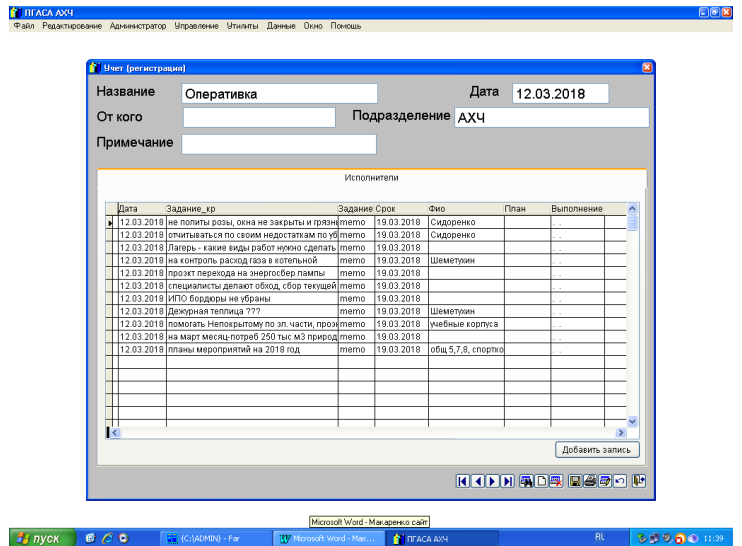 ПГАСА АХЧ
Файл Редактирование Администратор Управление Утилиты Данные Окно Помощь
Учет (регистрация)
Название Оперативка Дата 12.03.2018
От кого Подразделение АХЧ
Примечание
Исполнители
Дата Задание_кр Задание Срок Фио План Выполнение
12.03.2018 не политы розы, окна не закрыты и грязн memo 19.03.2018 Сидоренко . .
12.03.2018 отчитываться по своим недостаткам по уб memo 19.03.2018 Сидоренко . .
12.03.2018 Лагерь - какие виды работ нужно сделать memo 19.03.2018 . .
12.03.2018 на контроль расход газа в котельной memo 19.03.2018 Шеметухин . .
12.03.2018 проэкт перехода на энергосбер лампы memo 19.03.2018 . .
12.03.2018 специалисты делают обход, сбор текущей memo 19.03.2018 . .
12.03.2018 ИПО бордюры не убраны memo 19.03.2018 . .
12.03.2018 Дежурная теплица ??? memo 19.03.2018 Шеметухин . .
12.03.2018 помогать Непокрытому по эл. части, проэк memo 19.03.2018 учебные корпуса . .
12.03.2018 на март месяц-потреб 250 тыс м3 природ memo 19.03.2018 . .
12.03.2018 планы мероприятий на 2018 год memo 19.03.2018 общ 5,7,8, спортко . .
Добавить запись
Microsoft Word - Макаренко сайт
пуск {C:\ADMIN} - Far Microsoft Word - Мак... ПГАСА АХЧ RU 11:39